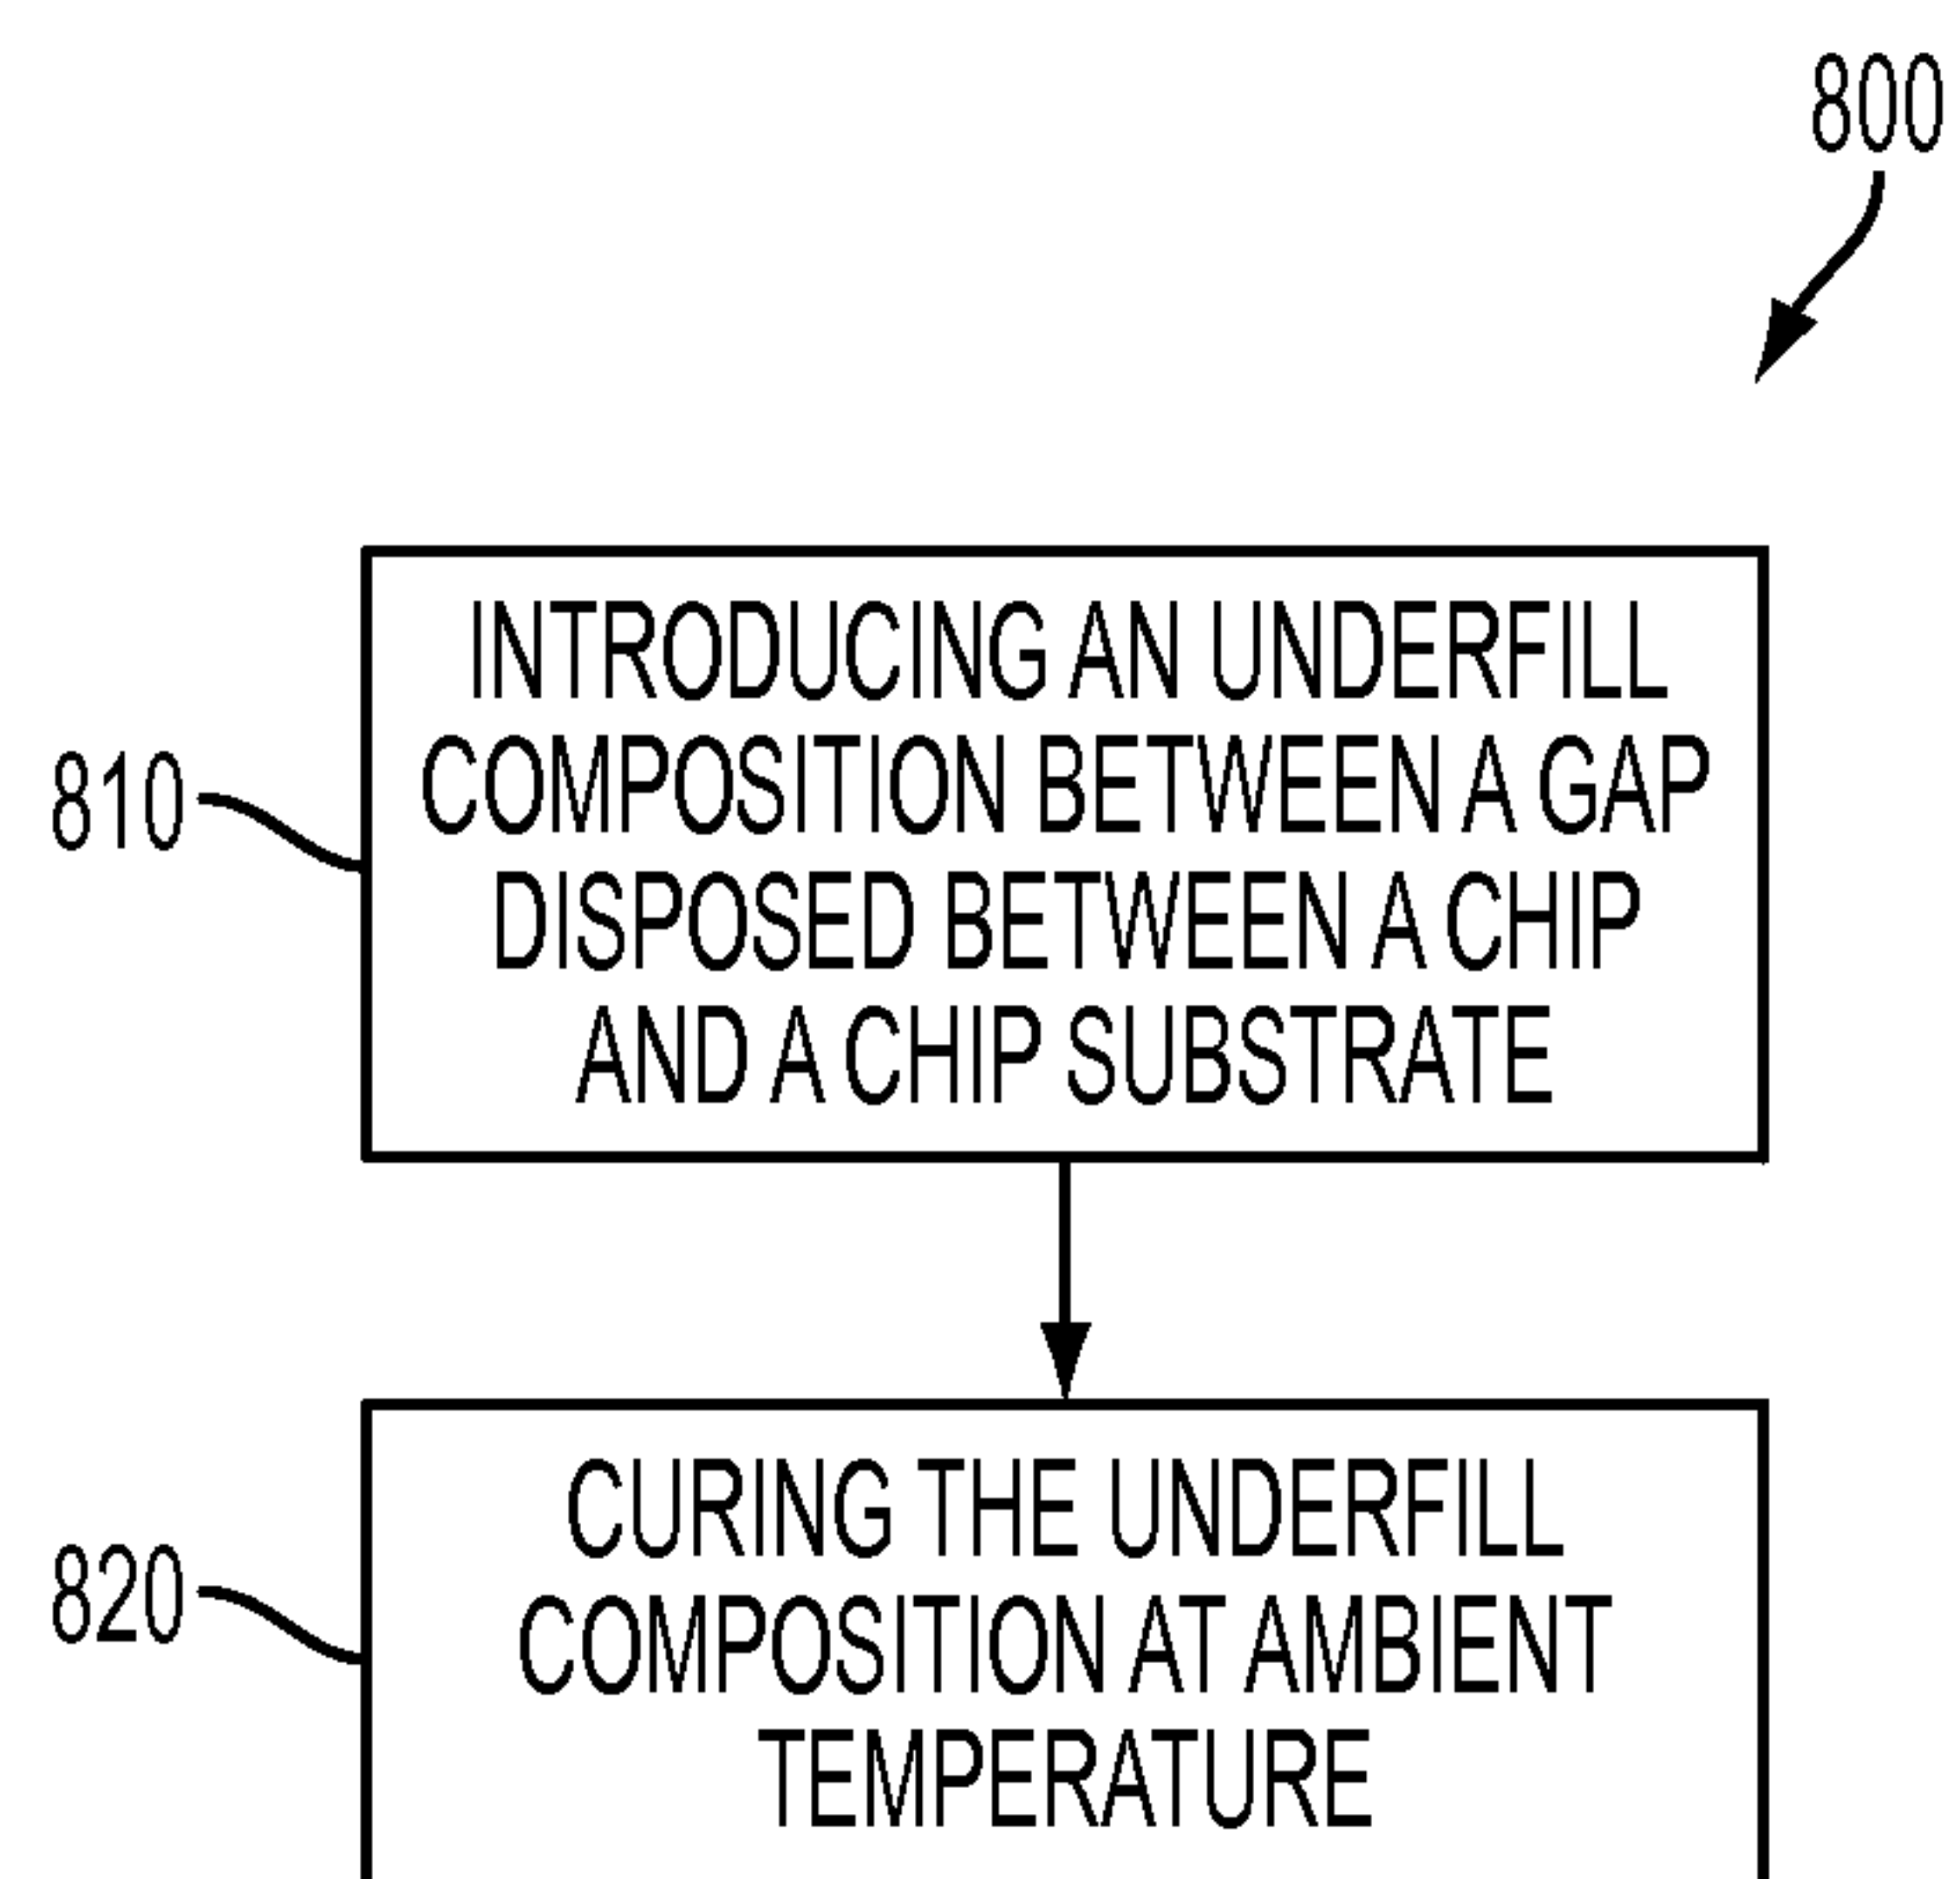 800
INTRODUCING AN UNDERFILL
COMPOSITION BETWEEN A GAP
DISPOSED BETWEEN A CHIP
AND A CHIP SUBSTRATE
810
CURING THE UNDERFILL
COMPOSITION AT AMBIENT
TEMPERATURE
820